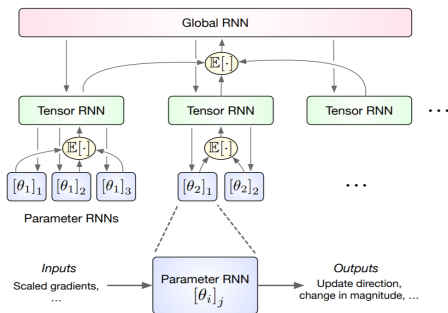 Global RNN
𝔼[·]
Tensor RNN Tensor RNN Tensor RNN ...
𝔼[·] 𝔼[·]
[θ₁]₁ [θ₁]₂ [θ₁]₃ [θ₂]₁ [θ₂]₂ ...
Parameter RNNs
Inputs
Scaled gradients,
...
Parameter RNN
[θᵢ]ⱼ
Outputs
Update direction,
change in magnitude, ...